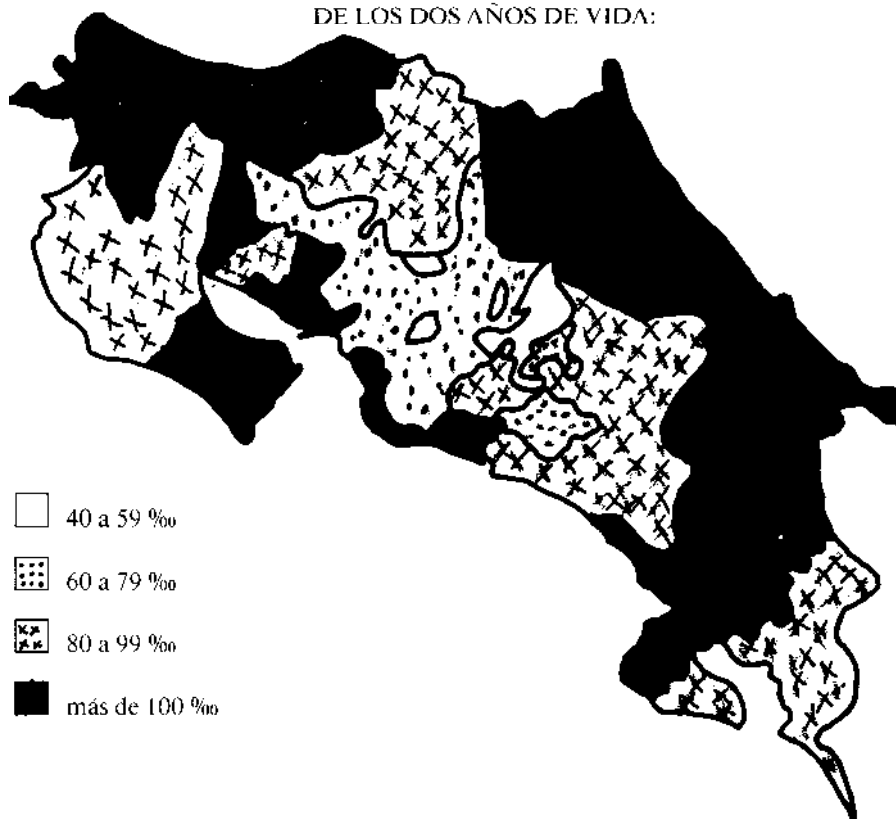 DE LOS DOS AÑOS DE VIDA:
40 a 59 ‰
60 a 79 ‰
80 a 99 ‰
más de 100 ‰